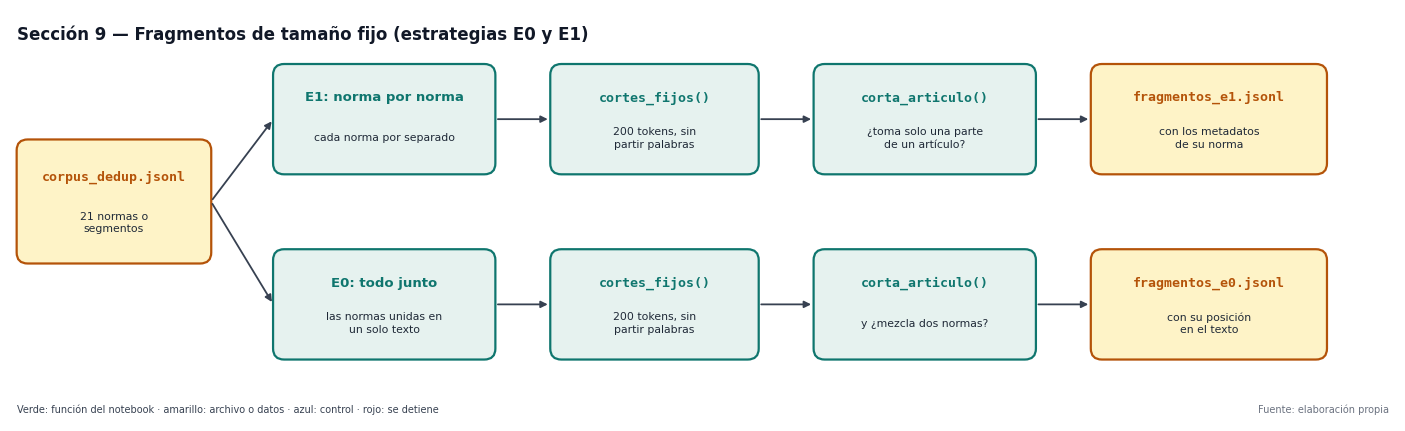 Sección 9 — Fragmentos de tamaño fijo (estrategias E0 y E1)
corpus_dedup.jsonl
21 normas o
segmentos
E1: norma por norma
cada norma por separado
cortes_fijos()
200 tokens, sin
partir palabras
corta_articulo()
¿toma solo una parte
de un artículo?
fragmentos_e1.jsonl
con los metadatos
de su norma
E0: todo junto
las normas unidas en
un solo texto
cortes_fijos()
200 tokens, sin
partir palabras
corta_articulo()
y ¿mezcla dos normas?
fragmentos_e0.jsonl
con su posición
en el texto
Verde: función del notebook · amarillo: archivo o datos · azul: control · rojo: se detiene
Fuente: elaboración propia